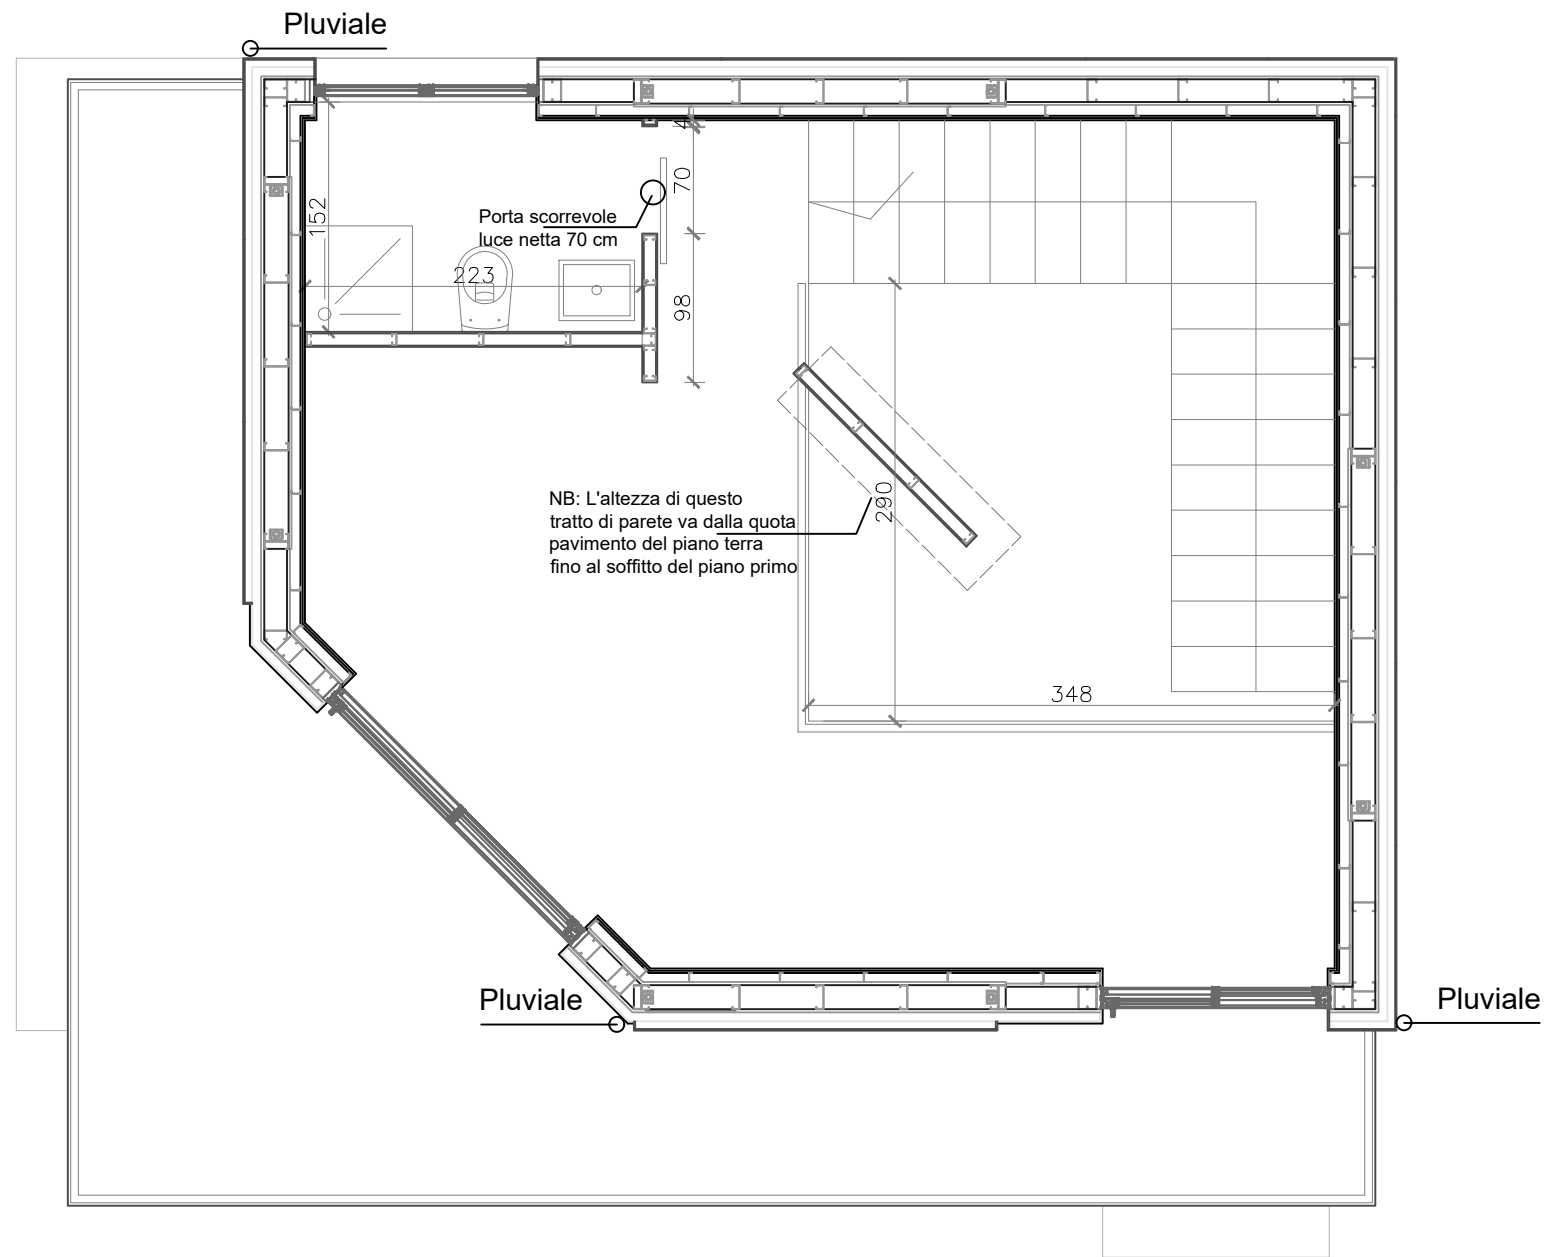 Pluviale
4
70
152
Porta scorrevole
luce netta 70 cm
223
98
290
NB: L'altezza di questo
tratto di parete va dalla quota
pavimento del piano terra
fino al soffitto del piano primo
348
Pluviale
Pluviale